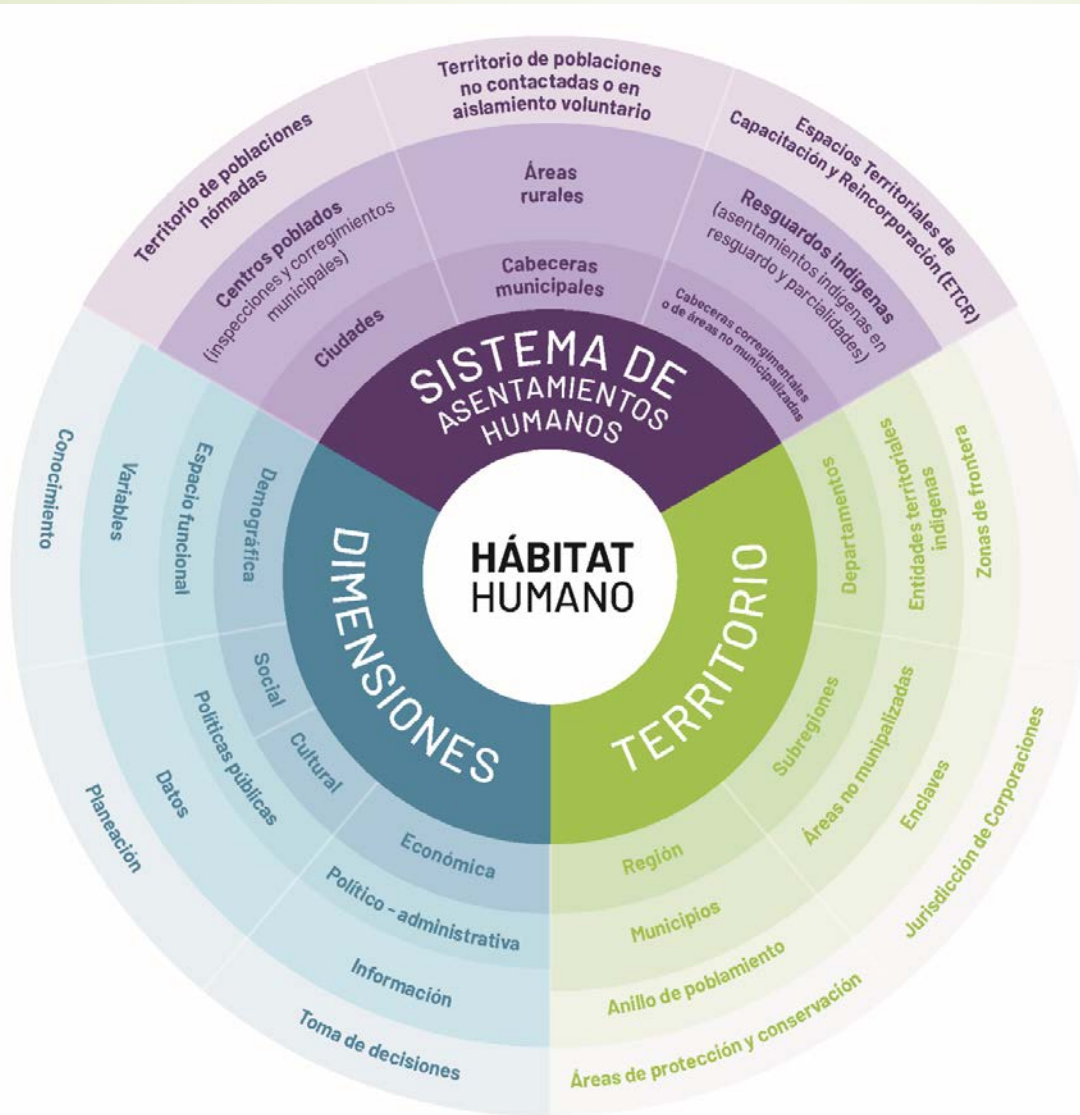 HÁBITAT
HUMANO
SISTEMA DE
ASENTAMIENTOS
HUMANOS
Ciudades
Cabeceras
municipales
Cabeceras corregimentales
o de áreas no municipalizadas
Centros poblados
(inspecciones y corregimientos
municipales)
Áreas
rurales
Resguardos indígenas
(asentamientos indígenas en
resguardo y parcialidades)
Territorio de poblaciones
nómadas
Territorio de poblaciones
no contactadas o en
aislamiento voluntario
Espacios Territoriales de
Capacitación y Reincorporación (ETCR)
TERRITORIO
Departamentos
Subregiones
Región
Entidades territoriales
indígenas
Áreas no municipalizadas
Municipios
Zonas de frontera
Enclaves
Anillo de poblamiento
Jurisdicción de Corporaciones
Áreas de protección y conservación
DIMENSIONES
Demográfica
Social
Cultural
Económica
Espacio funcional
Políticas públicas
Político - administrativa
Variables
Datos
Información
Conocimiento
Planeación
Toma de decisiones